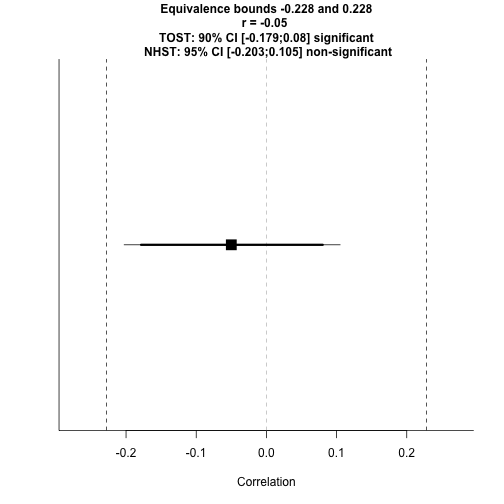 Equivalence bounds -0.228 and 0.228
r = -0.05
TOST: 90% CI [-0.179;0.08] significant
NHST: 95% CI [-0.203;0.105] non-significant
-0.2 -0.1 0.0 0.1 0.2
Correlation